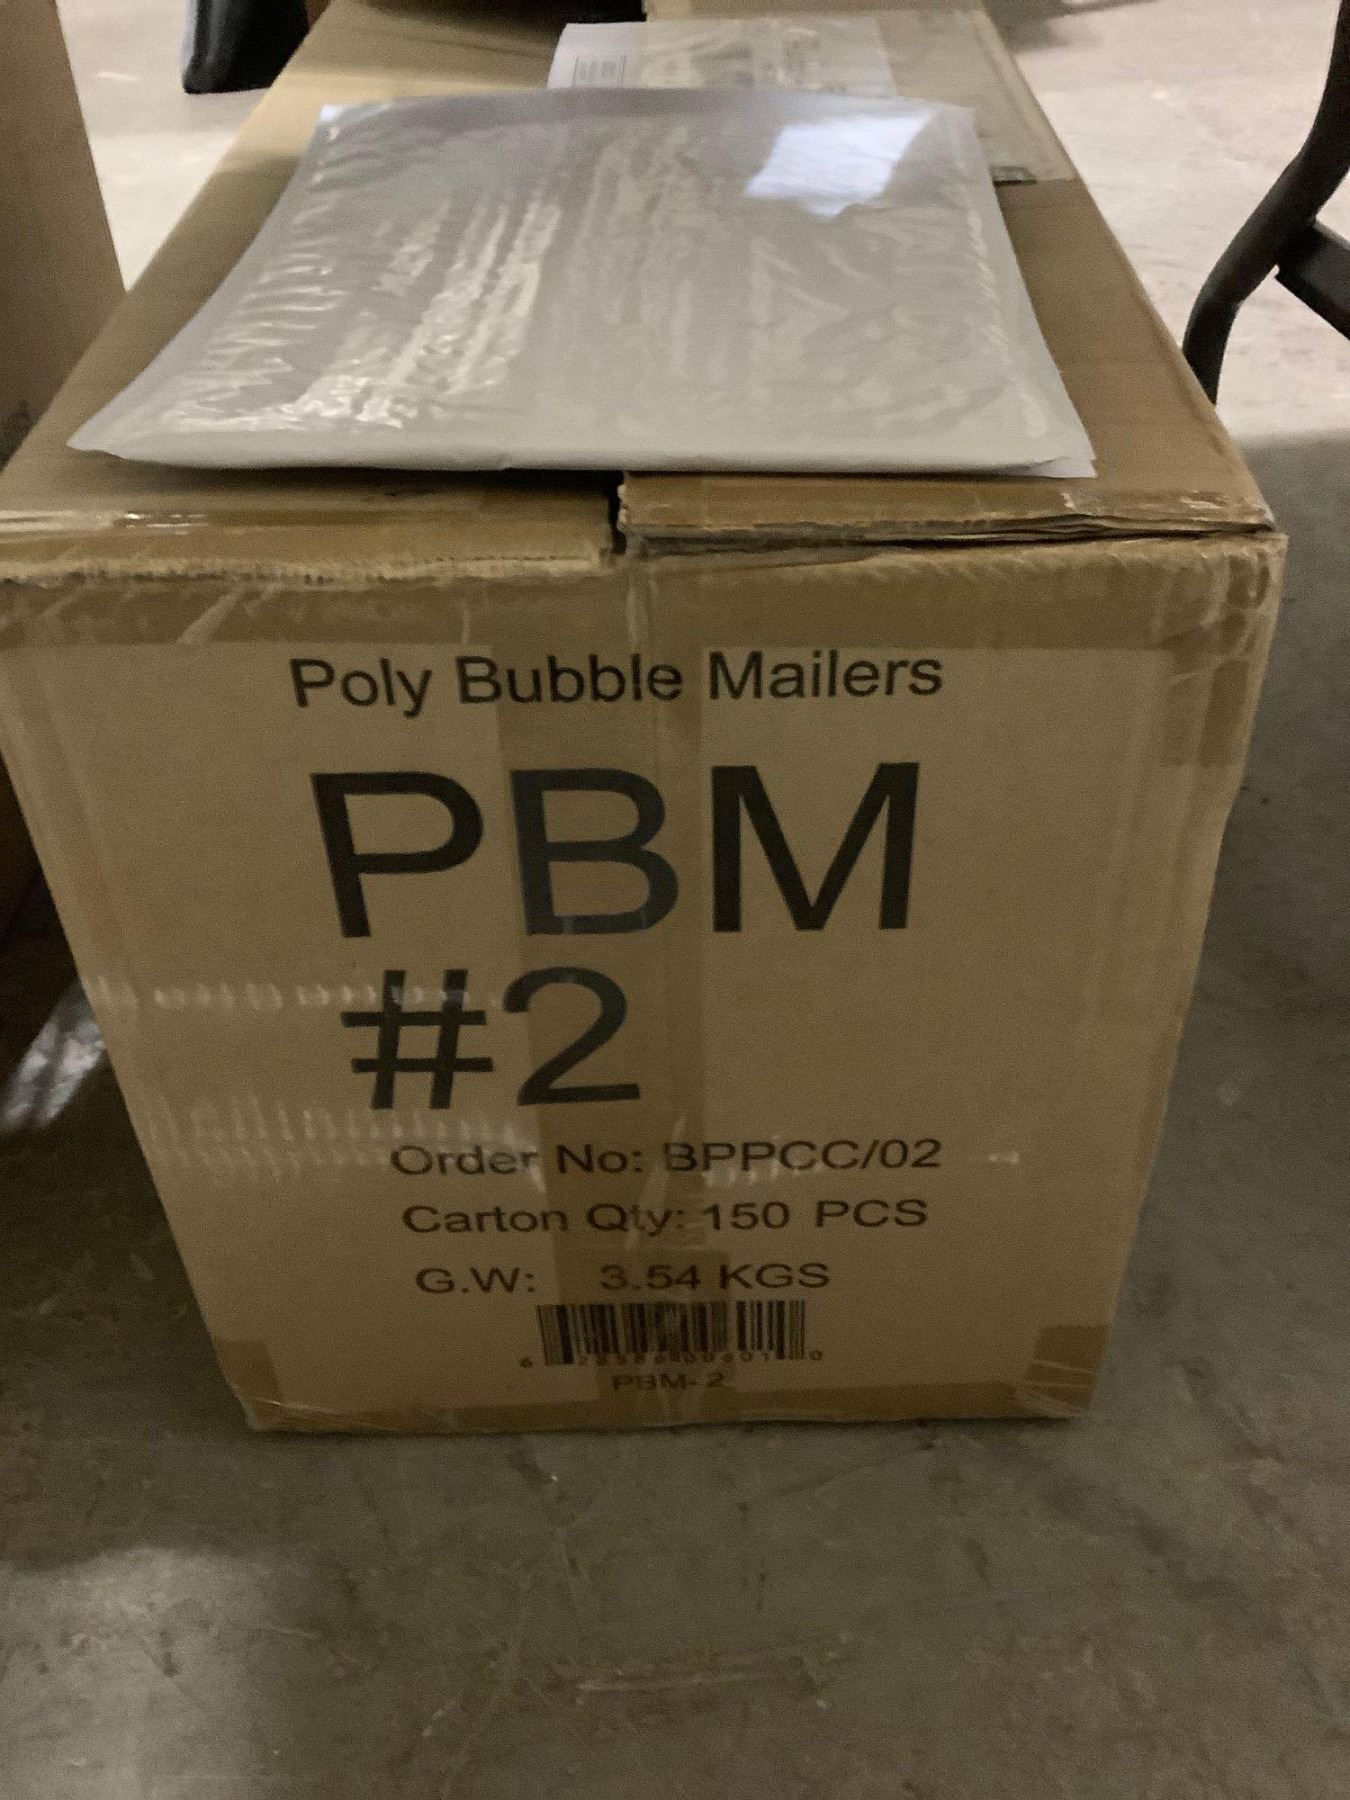 Poly Bubble Mailers
PBM
#2
Order No: BPPCC/02
Carton Qty: 150 PCS
G.W: 3.54 KGS
PBM-2